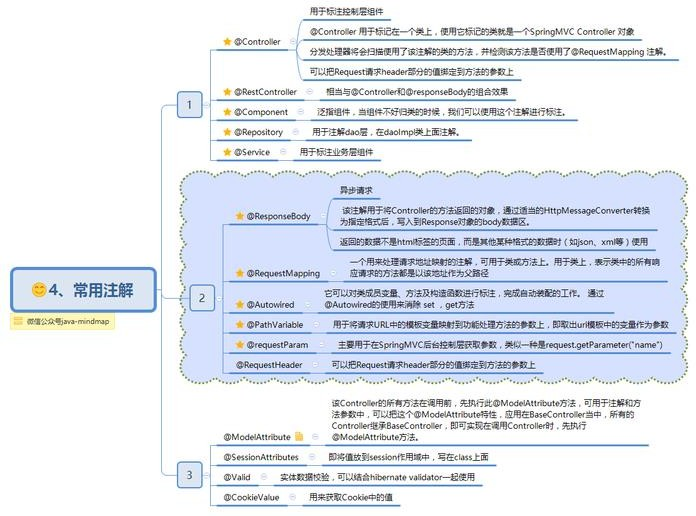 4、常用注解
微信公众号java-mindmap
1
@Controller
用于标注控制层组件
@Controller 用于标记在一个类上，使用它标记的类就是一个SpringMVC Controller 对象
分发处理器将会扫描使用了该注解的类的方法，并检测该方法是否使用了@RequestMapping 注解。
可以把Request请求header部分的值绑定到方法的参数上
@RestController
相当与@Controller和@responseBody的组合效果
@Component
泛指组件，当组件不好归类的时候，我们可以使用这个注解进行标注。
@Repository
用于注解dao层，在daoImpl类上面注解。
@Service
用于标注业务层组件
2
@ResponseBody
异步请求
该注解用于将Controller的方法返回的对象，通过适当的HttpMessageConverter转换
为指定格式后，写入到Response对象的body数据区。
返回的数据不是html标签的页面，而是其他某种格式的数据时（如json、xml等）使用
@RequestMapping
一个用来处理请求地址映射的注解，可用于类或方法上。用于类上，表示类中的所有响
应请求的方法都是以该地址作为父路径
@Autowired
它可以对类成员变量、方法及构造函数进行标注，完成自动装配的工作。 通过
@Autowired的使用来消除 set ，get方法
@PathVariable
用于将请求URL中的模板变量映射到功能处理方法的参数上，即取出url模板中的变量作为参数
@requestParam
主要用于在SpringMVC后台控制层获取参数，类似一种是request.getParameter("name")
@RequestHeader
可以把Request请求header部分的值绑定到方法的参数上
3
@ModelAttribute
该Controller的所有方法在调用前，先执行此@ModelAttribute方法，可用于注解和方
法参数中，可以把这个@ModelAttribute特性，应用在BaseController当中，所有的
Controller继承BaseController，即可实现在调用Controller时，先执行
@ModelAttribute方法。
@SessionAttributes
即将值放到session作用域中，写在class上面
@Valid
实体数据校验，可以结合hibernate validator一起使用
@CookieValue
用来获取Cookie中的值